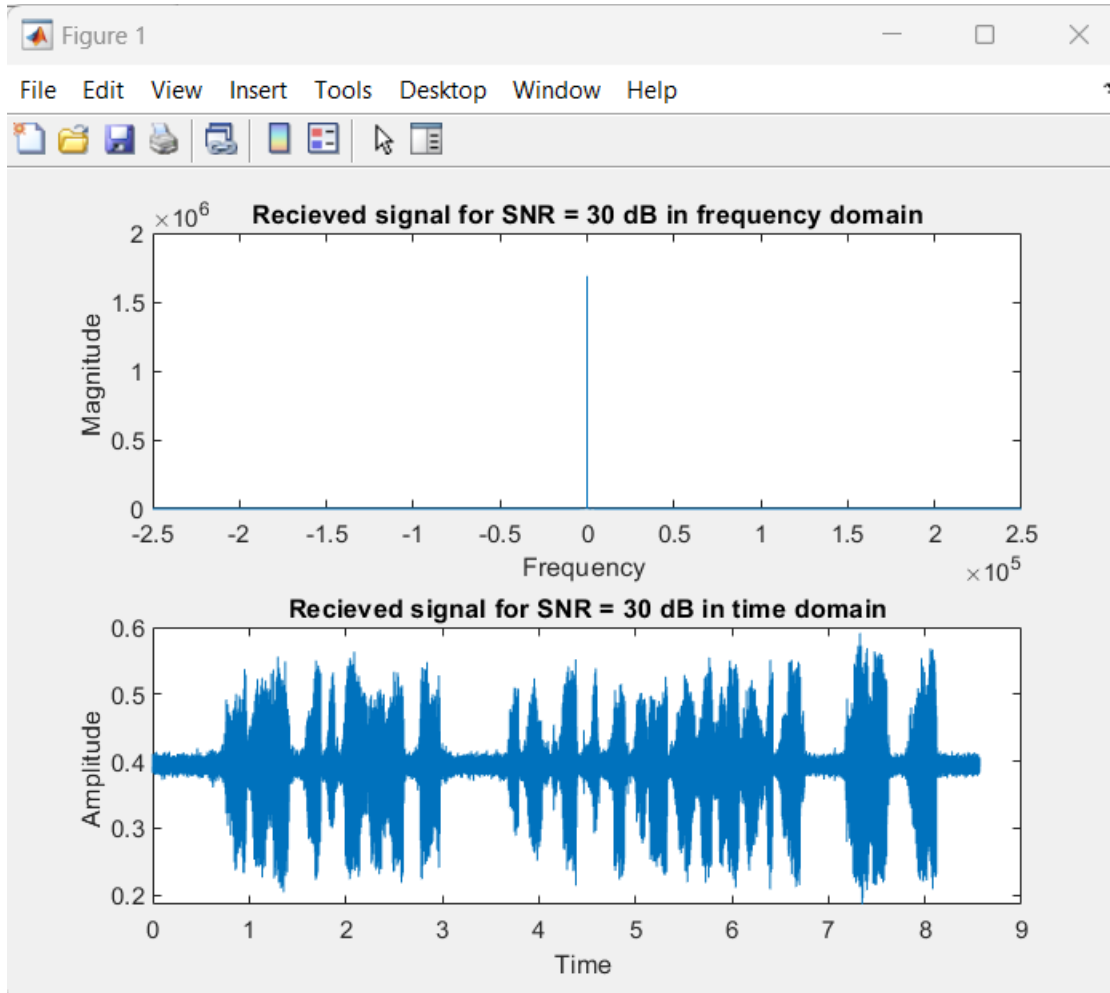 Figure 1
File Edit View Insert Tools Desktop Window Help
×10^6
Recieved signal for SNR = 30 dB in frequency domain
2
1.5
1
0.5
0
Magnitude
-2.5 -2 -1.5 -1 -0.5 0 0.5 1 1.5 2 2.5
Frequency
×10^5
Recieved signal for SNR = 30 dB in time domain
0.6
0.5
0.4
0.3
0.2
Amplitude
0 1 2 3 4 5 6 7 8 9
Time